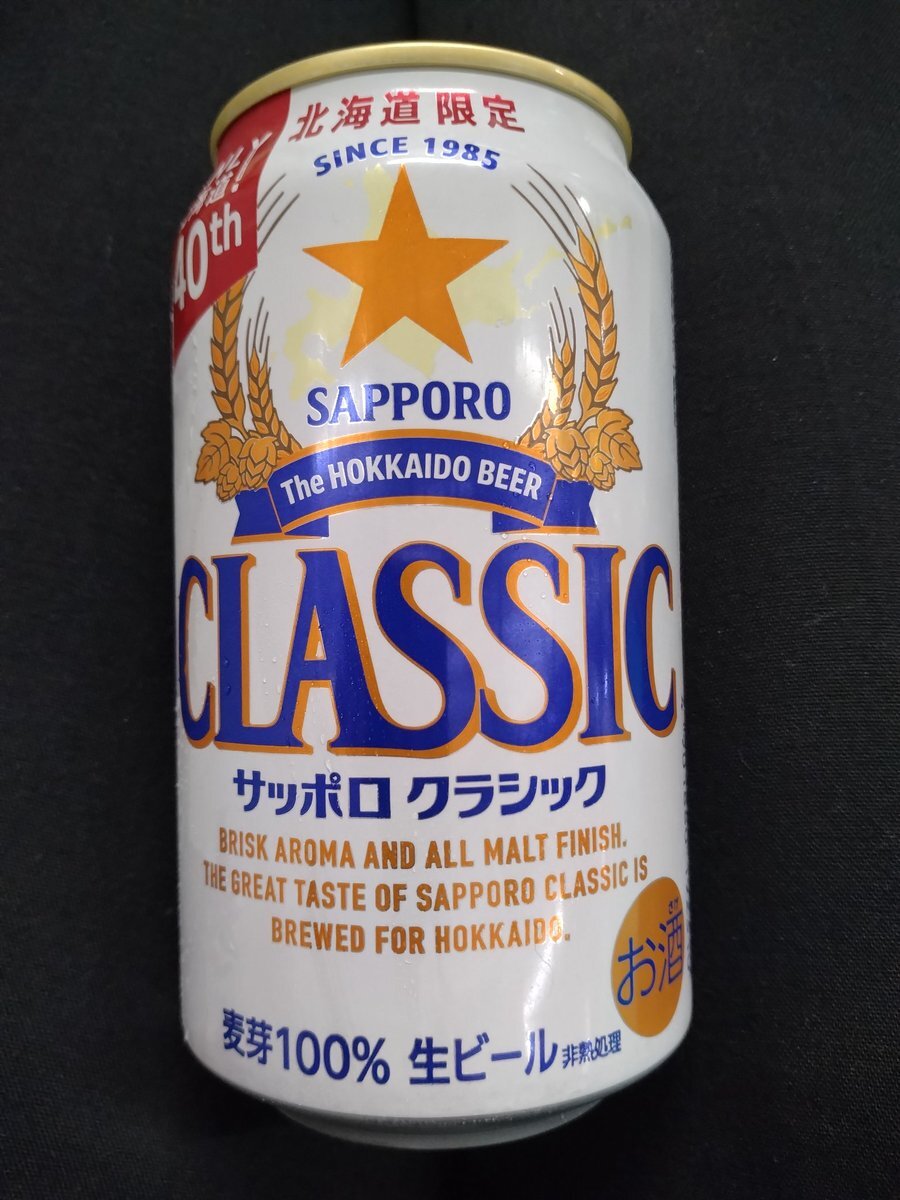 北海道限定
SINCE 1985
40th
SAPPORO
The HOKKAIDO BEER
CLASSIC
サッポロ クラシック
BRISK AROMA AND ALL MALT FINISH.
THE GREAT TASTE OF SAPPORO CLASSIC IS
BREWED FOR HOKKAIDO.
さけ
お酒
麦芽100% 生ビール 非熱処理